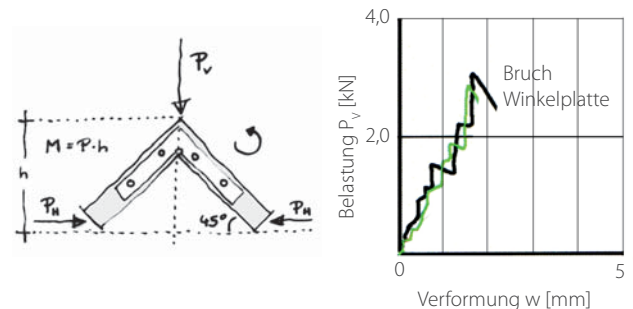 P_V
M = P·h
h
P_H
P_H
45°
4,0
Bruch
Winkelplatte
2,0
Belastung P_V [kN]
0
5
Verformung w [mm]